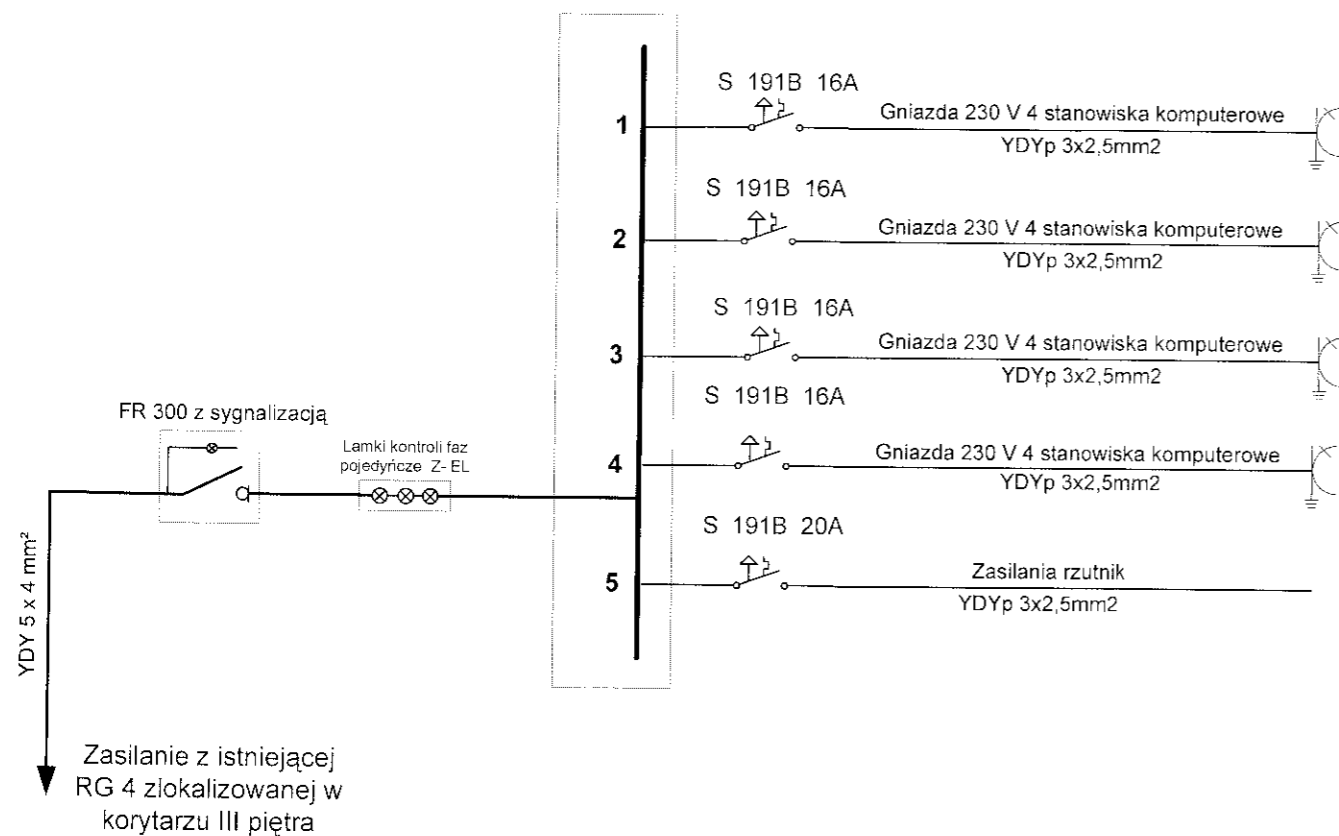 S 191B 16A
1
Gniazda 230 V 4 stanowiska komputerowe
YDYp 3x2,5mm2
S 191B 16A
2
Gniazda 230 V 4 stanowiska komputerowe
YDYp 3x2,5mm2
S 191B 16A
3
Gniazda 230 V 4 stanowiska komputerowe
YDYp 3x2,5mm2
S 191B 16A
4
Gniazda 230 V 4 stanowiska komputerowe
YDYp 3x2,5mm2
S 191B 20A
5
Zasilania rzutnik
YDYp 3x2,5mm2
FR 300 z sygnalizacją
Lamki kontroli faz
pojedyńcze Z- EL
YDY 5 x 4 mm²
Zasilanie z istniejącej
RG 4 zlokalizowanej w
korytarzu III piętra